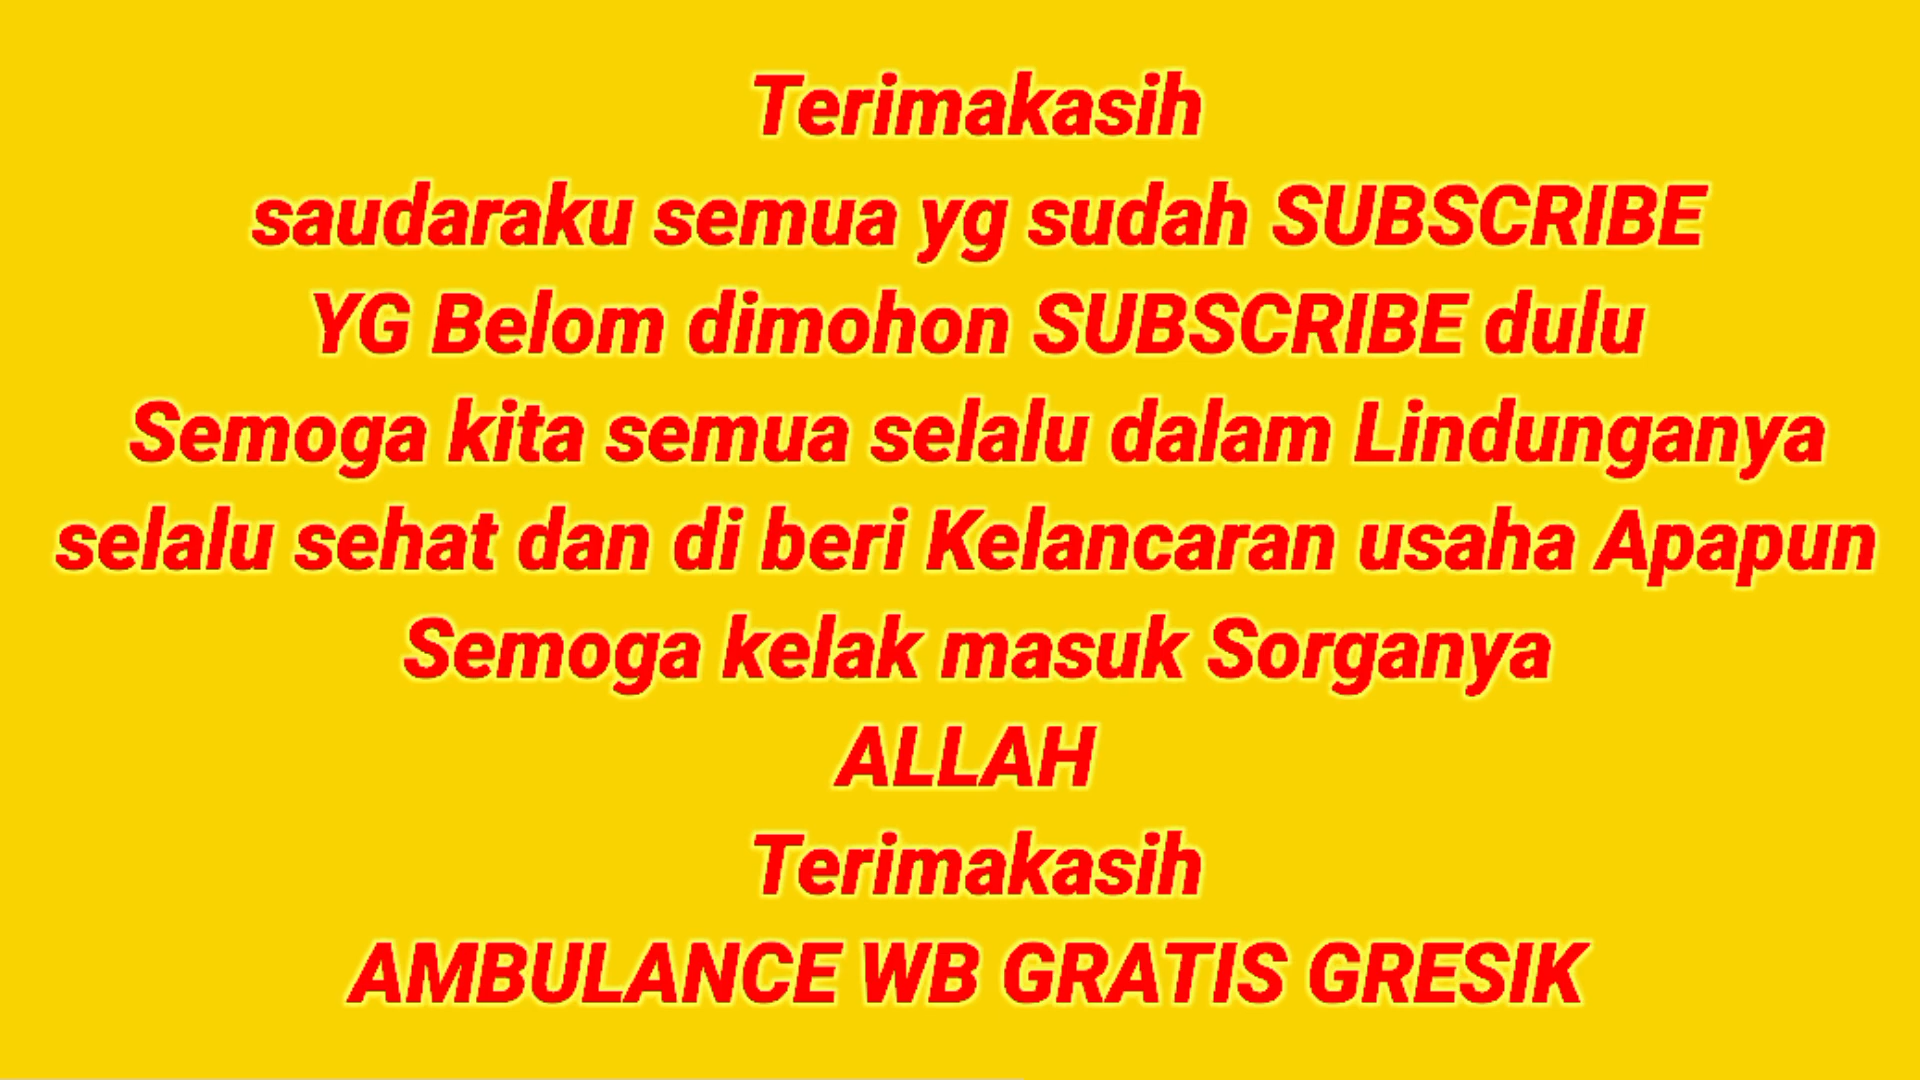 Terimakasih
saudaraku semua yg sudah SUBSCRIBE
YG Belom dimohon SUBSCRIBE dulu
Semoga kita semua selalu dalam Lindunganya
selalu sehat dan di beri Kelancaran usaha Apapun
Semoga kelak masuk Sorganya
ALLAH
Terimakasih
AMBULANCE WB GRATIS GRESIK